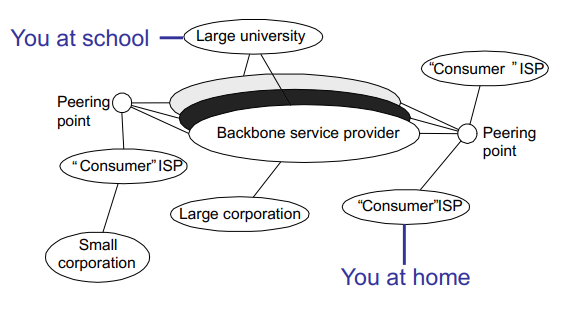 You at school
Large university
"Consumer " ISP
Peering
point
Backbone service provider
Peering
point
"Consumer" ISP
Large corporation
"Consumer"ISP
Small
corporation
You at home